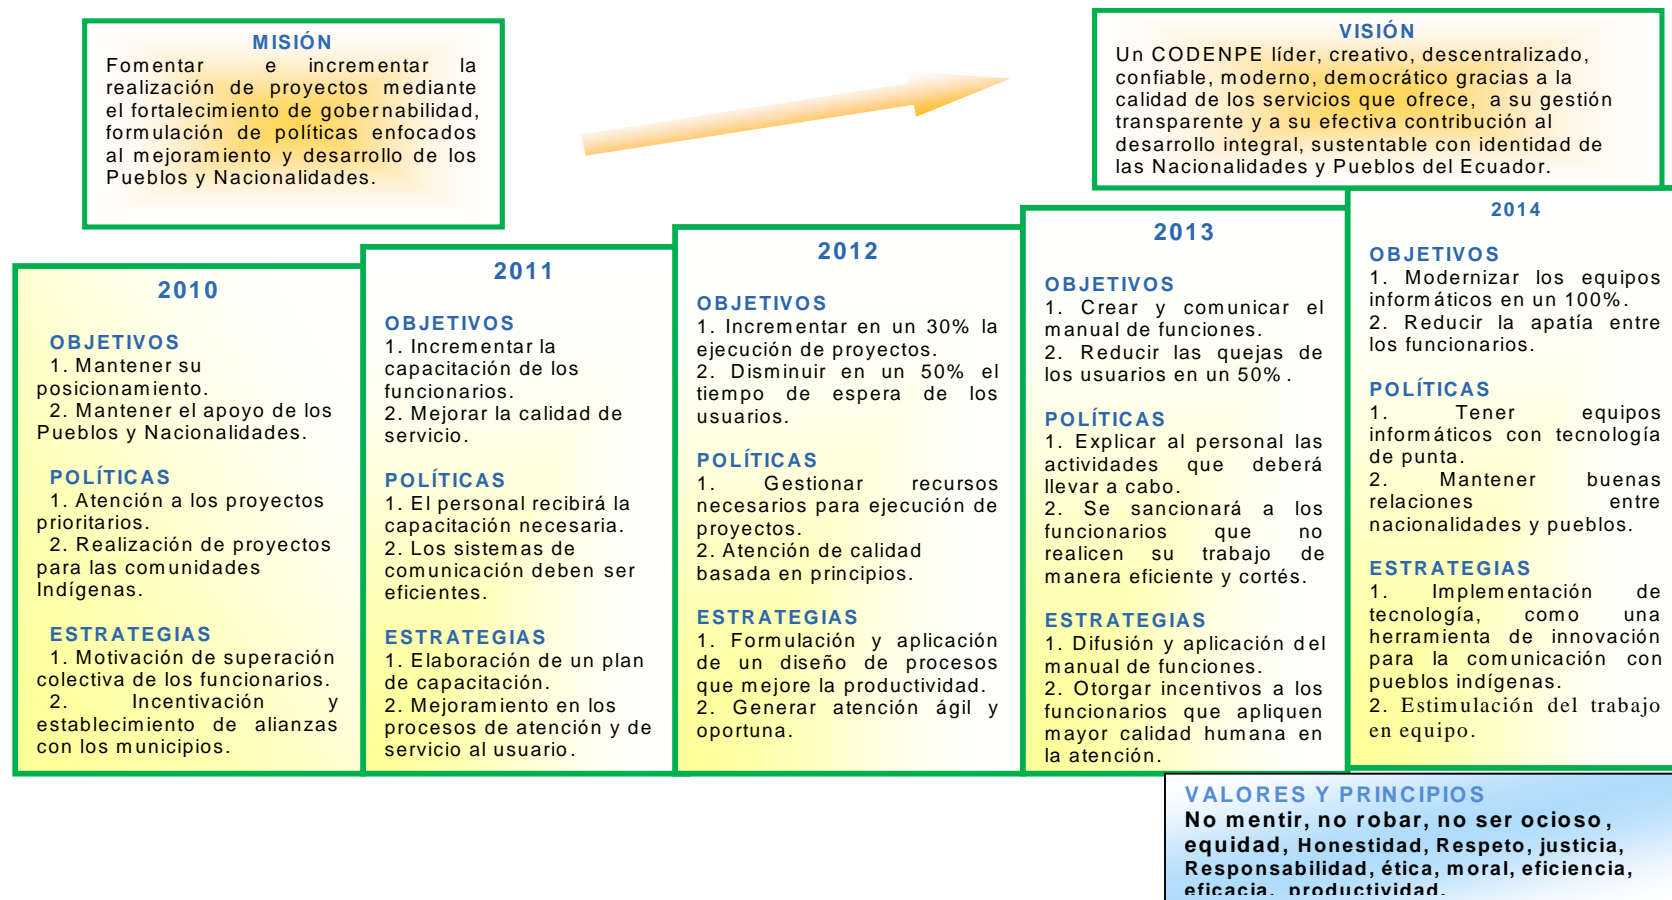 MISIÓN
Fomentar e incrementar la
realización de proyectos mediante
el fortalecimiento de gobernabilidad,
formulación de políticas enfocados
al mejoramiento y desarrollo de los
Pueblos y Nacionalidades.
VISIÓN
Un CODENPE líder, creativo, descentralizado,
confiable, moderno, democrático gracias a la
calidad de los servicios que ofrece, a su gestión
transparente y a su efectiva contribución al
desarrollo integral, sustentable con identidad de
las Nacionalidades y Pueblos del Ecuador.
2010
OBJETIVOS
1. Mantener su
posicionamiento.
2. Mantener el apoyo de los
Pueblos y Nacionalidades.
POLÍTICAS
1. Atención a los proyectos
prioritarios.
2. Realización de proyectos
para las comunidades
Indígenas.
ESTRATEGIAS
1. Motivación de superación
colectiva de los funcionarios.
2. Incentivación y
establecimiento de alianzas
con los municipios.
2011
OBJETIVOS
1. Incrementar la
capacitación de los
funcionarios.
2. Mejorar la calidad de
servicio.
POLÍTICAS
1. El personal recibirá la
capacitación necesaria.
2. Los sistemas de
comunicación deben ser
eficientes.
ESTRATEGIAS
1. Elaboración de un plan
de capacitación.
2. Mejoramiento en los
procesos de atención y de
servicio al usuario.
2012
OBJETIVOS
1. Incrementar en un 30% la
ejecución de proyectos.
2. Disminuir en un 50% el
tiempo de espera de los
usuarios.
POLÍTICAS
1. Gestionar recursos
necesarios para ejecución de
proyectos.
2. Atención de calidad
basada en principios.
ESTRATEGIAS
1. Formulación y aplicación
de un diseño de procesos
que mejore la productividad.
2. Generar atención ágil y
oportuna.
2013
OBJETIVOS
1. Crear y comunicar el
manual de funciones.
2. Reducir las quejas de
los usuarios en un 50%.
POLÍTICAS
1. Explicar al personal las
actividades que deberá
llevar a cabo.
2. Se sancionará a los
funcionarios que no
realicen su trabajo de
manera eficiente y cortés.
ESTRATEGIAS
1. Difusión y aplicación del
manual de funciones.
2. Otorgar incentivos a los
funcionarios que apliquen
mayor calidad humana en
la atención.
2014
OBJETIVOS
1. Modernizar los equipos
informáticos en un 100%.
2. Reducir la apatía entre
los funcionarios.
POLÍTICAS
1. Tener equipos
informáticos con tecnología
de punta.
2. Mantener buenas
relaciones entre
nacionalidades y pueblos.
ESTRATEGIAS
1. Implementación de
tecnología, como una
herramienta de innovación
para la comunicación con
pueblos indígenas.
2. Estimulación del trabajo
en equipo.
VALORES Y PRINCIPIOS
No mentir, no robar, no ser ocioso,
equidad, Honestidad, Respeto, justicia,
Responsabilidad, ética, moral, eficiencia,
eficacia, productividad.